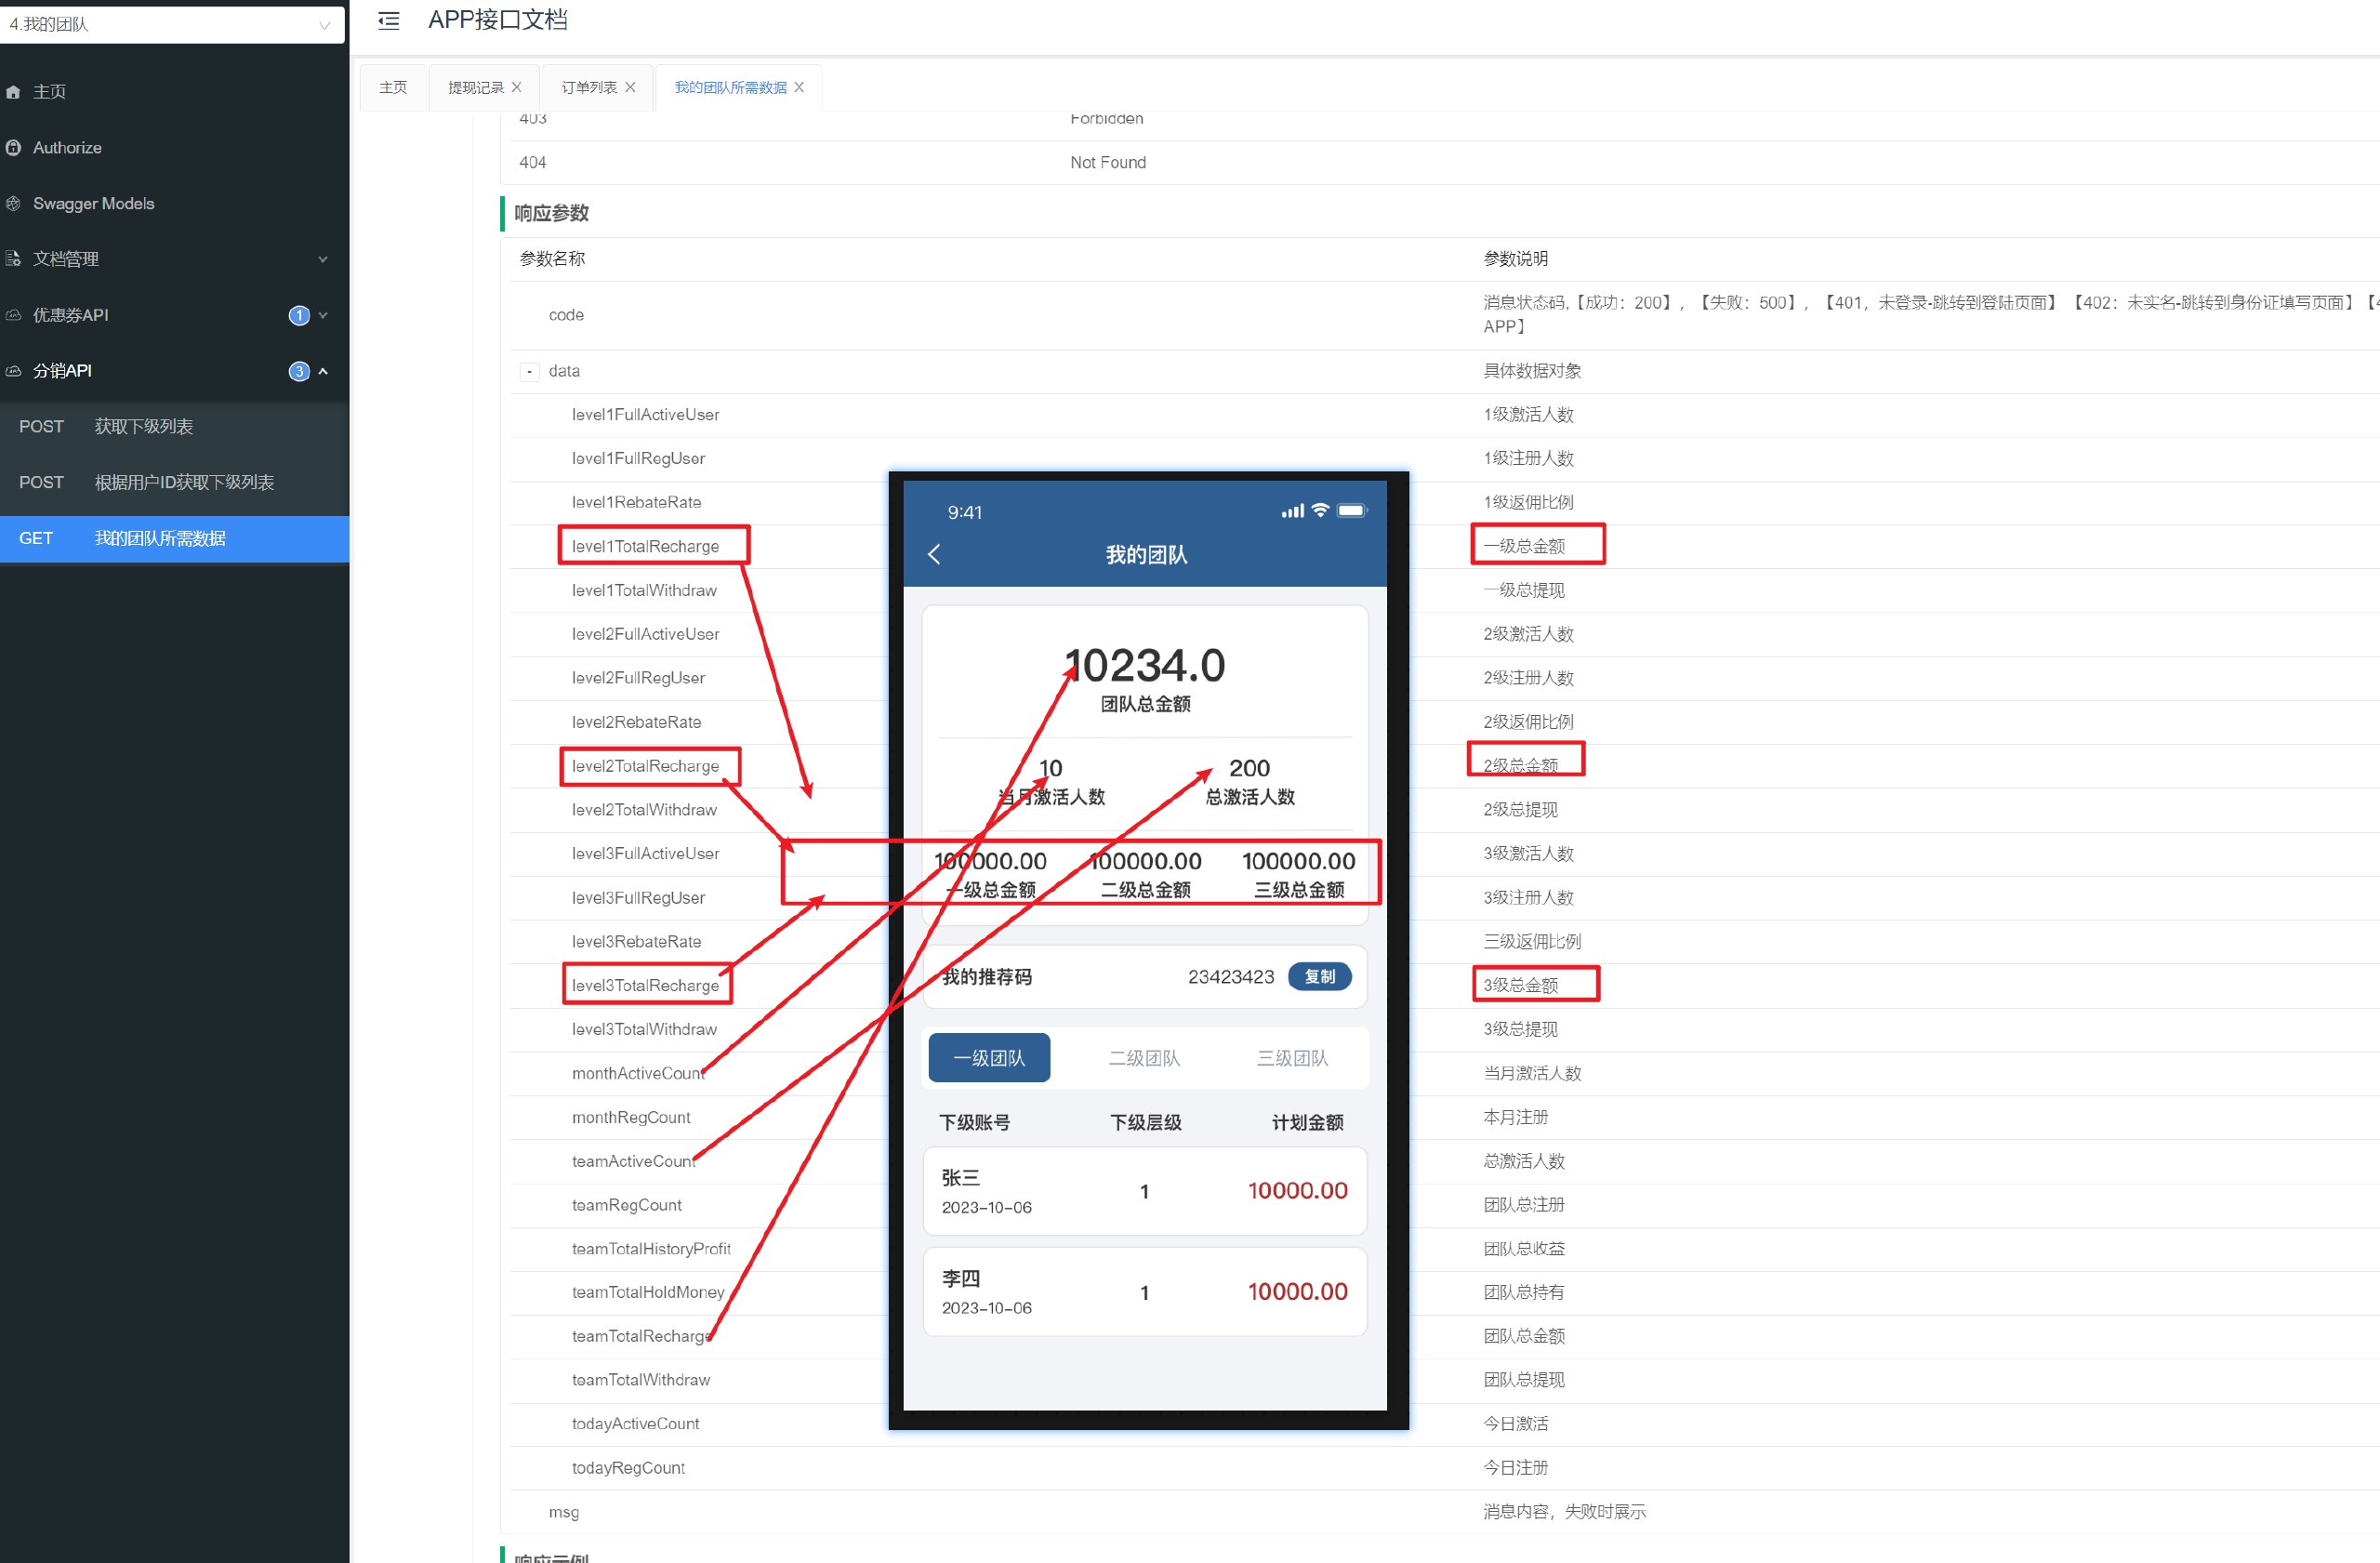 4.我的团队
主页
Authorize
Swagger Models
文档管理
优惠券API
1
分销API
3
POST 获取下级列表
POST 根据用户ID获取下级列表
GET 我的团队所需数据
APP接口文档
主页
提现记录
订单列表
我的团队所需数据
403 Forbidden
404 Not Found
响应参数
参数名称 参数说明
code 消息状态码,【成功：200】,【失败：500】,【401，未登录-跳转到登陆页面】【402：未实名-跳转到身份证填写页面】【
APP】
- data 具体数据对象
level1FullActiveUser 1级激活人数
level1FullRegUser 1级注册人数
level1RebateRate 1级返佣比例
level1TotalRecharge 一级总金额
level1TotalWithdraw 一级总提现
level2FullActiveUser 2级激活人数
level2FullRegUser 2级注册人数
level2RebateRate 2级返佣比例
level2TotalRecharge 2级总金额
level2TotalWithdraw 2级总提现
level3FullActiveUser 3级激活人数
level3FullRegUser 3级注册人数
level3RebateRate 三级返佣比例
level3TotalRecharge 3级总金额
level3TotalWithdraw 3级总提现
monthActiveCount 当月激活人数
monthRegCount 本月注册
teamActiveCount 总激活人数
teamRegCount 团队总注册
teamTotalHistoryProfit 团队总收益
teamTotalHoldMoney 团队总持有
teamTotalRecharge 团队总金额
teamTotalWithdraw 团队总提现
todayActiveCount 今日激活
todayRegCount 今日注册
msg 消息内容，失败时展示
响应示例
9:41
我的团队
10234.0
团队总金额
10 200
当月激活人数 总激活人数
100000.00 100000.00 100000.00
一级总金额 二级总金额 三级总金额
我的推荐码 23423423 复制
一级团队 二级团队 三级团队
下级账号 下级层级 计划金额
张三
2023-10-06
1
10000.00
李四
2023-10-06
1
10000.00